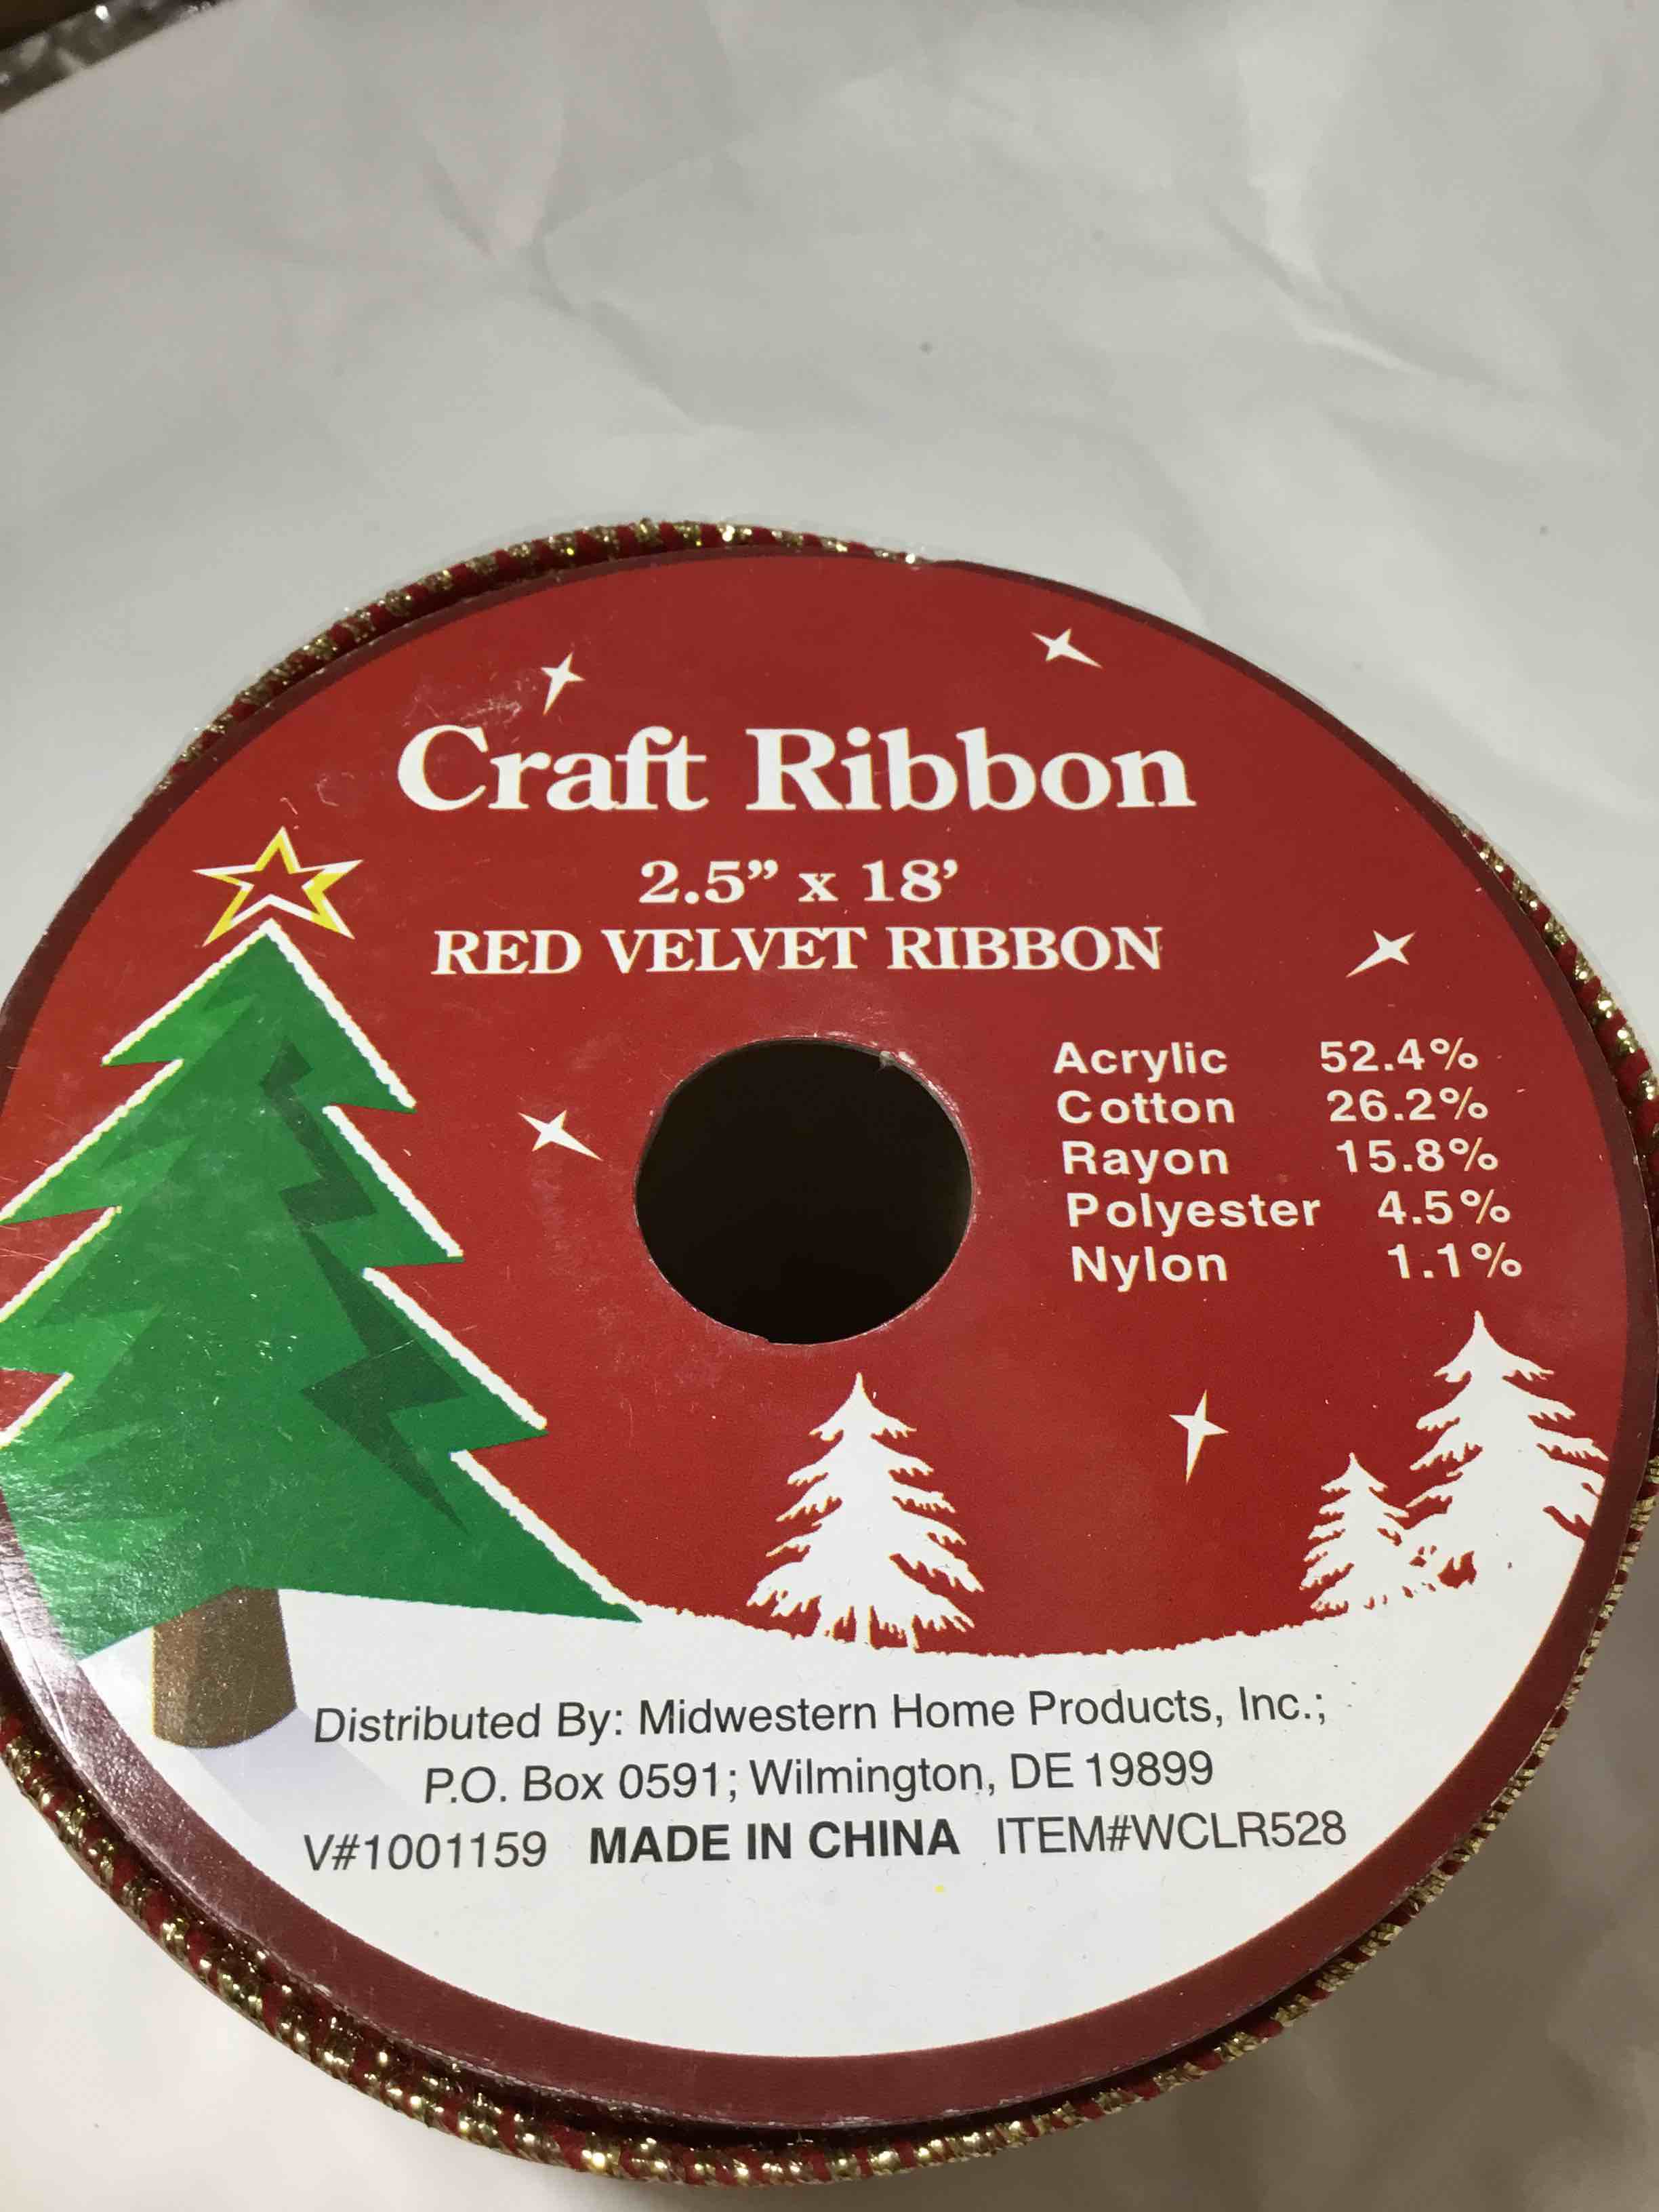 Craft Ribbon
2.5” x 18’
RED VELVET RIBBON
Acrylic 52.4%
Cotton 26.2%
Rayon 15.8%
Polyester 4.5%
Nylon 1.1%
Distributed By: Midwestern Home Products, Inc.;
P.O. Box 0591; Wilmington, DE 19899
V#1001159 MADE IN CHINA ITEM#WCLR528